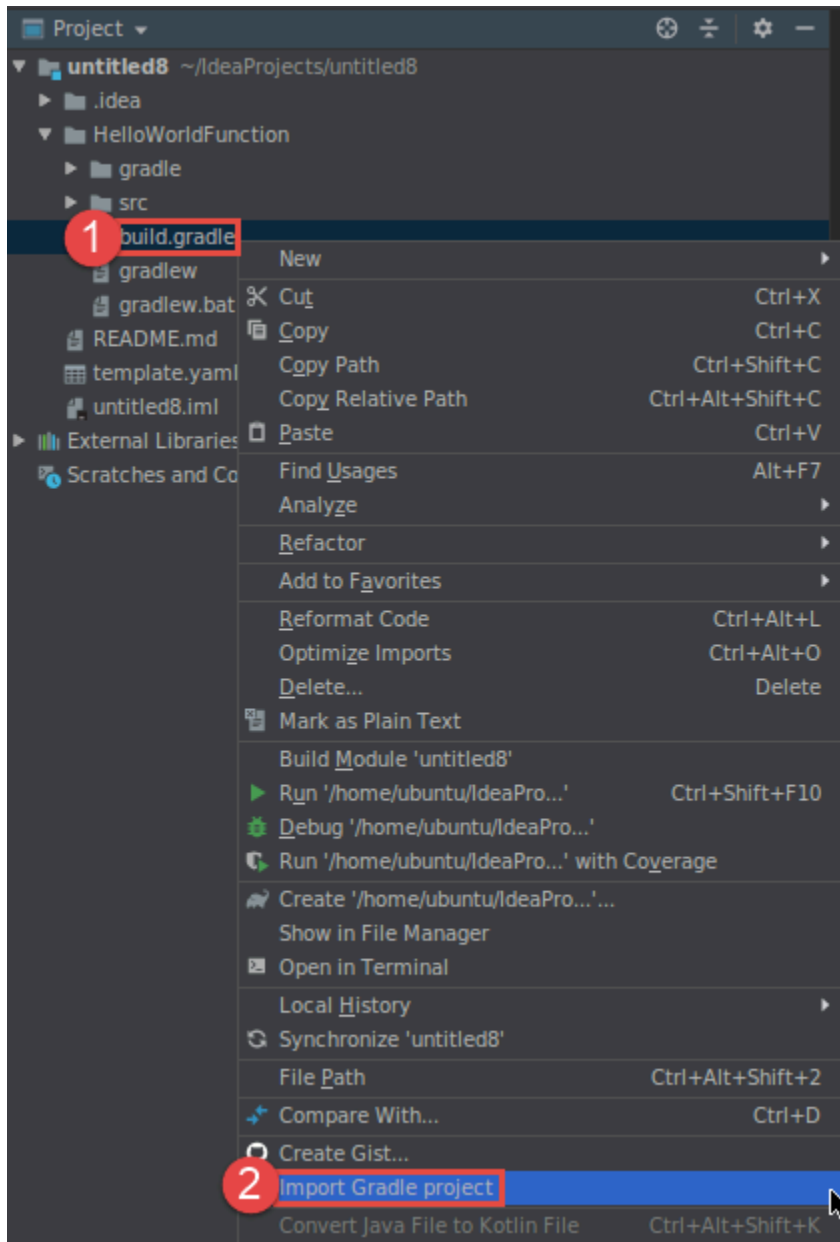 Project
untitled8 ~/IdeaProjects/untitled8
.idea
HelloWorldFunction
gradle
src
1 build.gradle
gradlew
gradlew.bat
README.md
template.yaml
untitled8.iml
External Libraries
Scratches and Co
New
Cut Ctrl+X
Copy Ctrl+C
Copy Path Ctrl+Shift+C
Copy Relative Path Ctrl+Alt+Shift+C
Paste Ctrl+V
Find Usages Alt+F7
Analyze
Refactor
Add to Favorites
Reformat Code Ctrl+Alt+L
Optimize Imports Ctrl+Alt+O
Delete... Delete
Mark as Plain Text
Build Module 'untitled8'
Run '/home/ubuntu/IdeaPro...' Ctrl+Shift+F10
Debug '/home/ubuntu/IdeaPro...'
Run '/home/ubuntu/IdeaPro...' with Coverage
Create '/home/ubuntu/IdeaPro...'...
Show in File Manager
Open in Terminal
Local History
Synchronize 'untitled8'
File Path Ctrl+Alt+Shift+2
Compare With... Ctrl+D
Create Gist...
2 Import Gradle project
Convert Java File to Kotlin File Ctrl+Alt+Shift+K